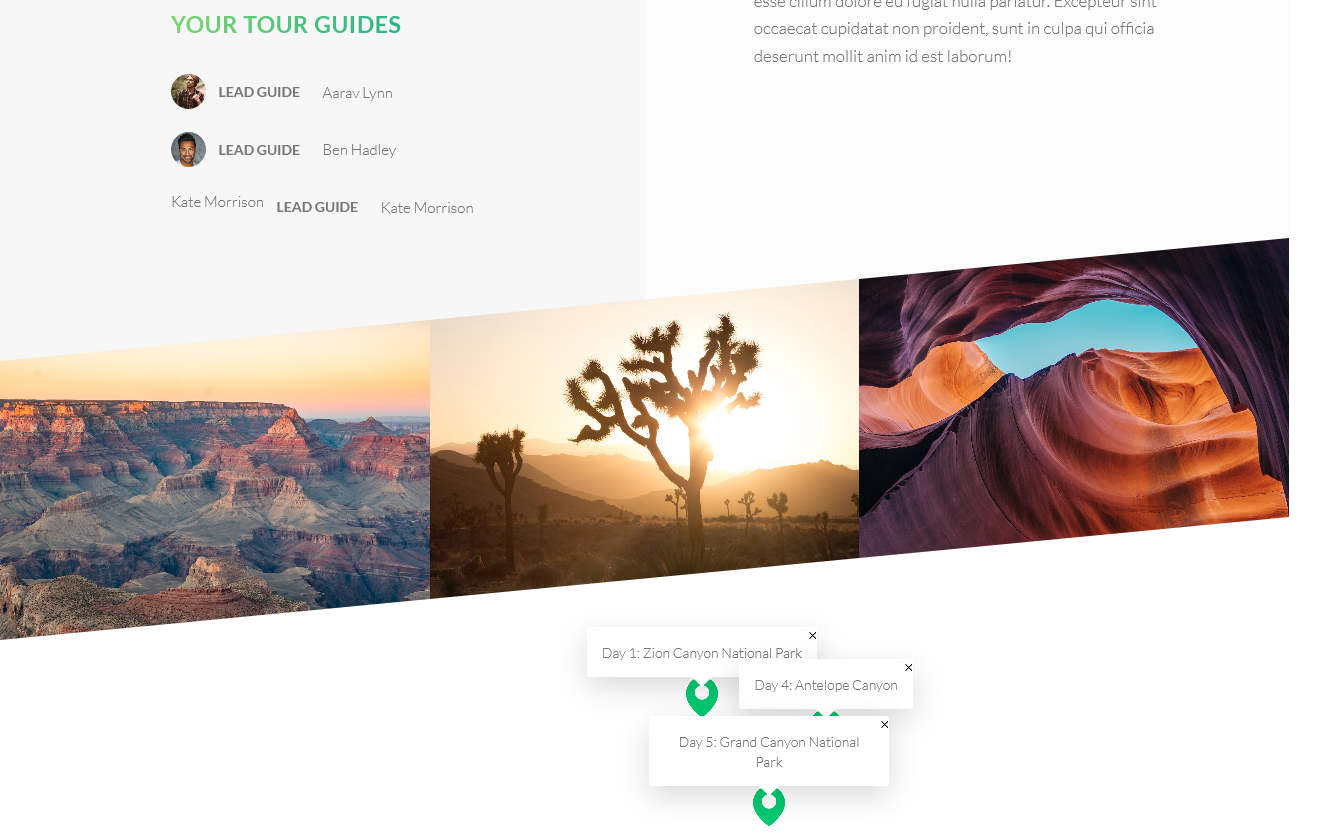 esse cillum dolore eu fugiat nulla pariatur. Excepteur sint
occaecat cupidatat non proident, sunt in culpa qui officia
deserunt mollit anim id est laborum!
YOUR TOUR GUIDES
LEAD GUIDE Aarav Lynn
LEAD GUIDE Ben Hadley
Kate Morrison LEAD GUIDE Kate Morrison
×
Day 1: Zion Canyon National Park
×
Day 4: Antelope Canyon
×
Day 5: Grand Canyon National
Park